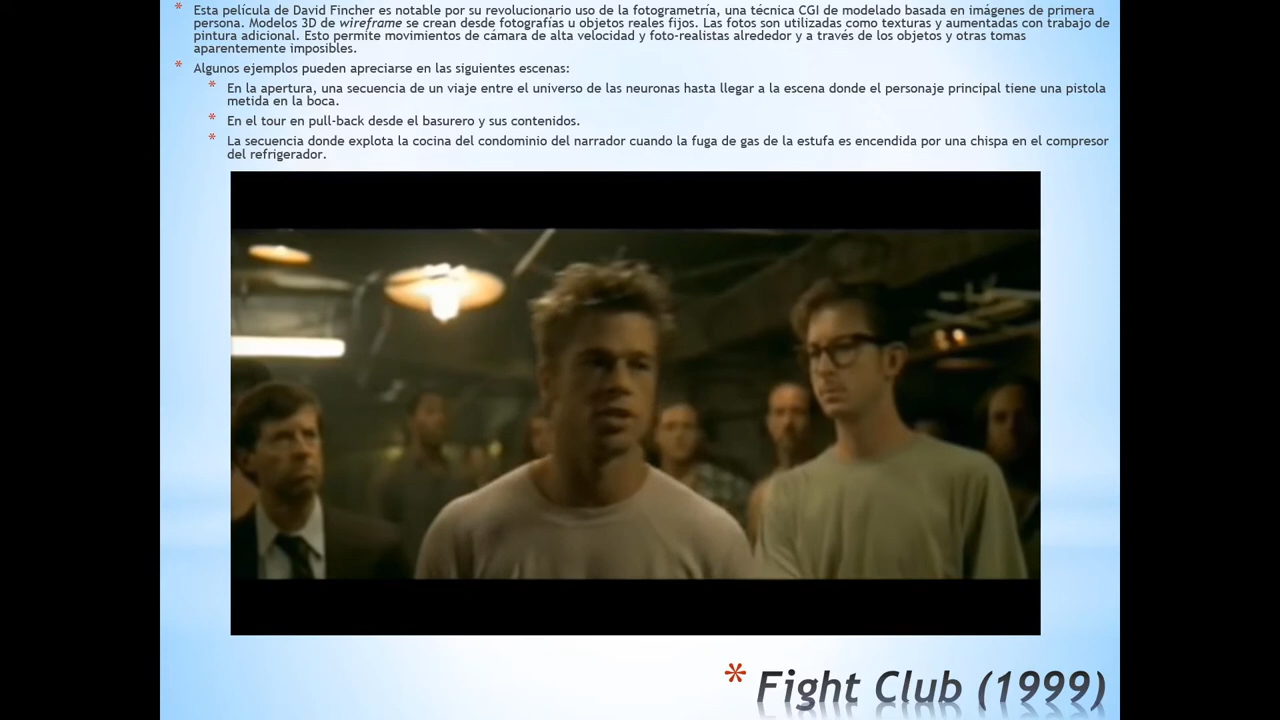 * Esta película de David Fincher es notable por su revolucionario uso de la fotogrametría, una técnica CGI de modelado basada en imágenes de primera
persona. Modelos 3D de wireframe se crean desde fotografías u objetos reales fijos. Las fotos son utilizadas como texturas y aumentadas con trabajo de
pintura adicional. Esto permite movimientos de cámara de alta velocidad y foto-realistas alrededor y a través de los objetos y otras tomas
aparentemente imposibles.
* Algunos ejemplos pueden apreciarse en las siguientes escenas:
* En la apertura, una secuencia de un viaje entre el universo de las neuronas hasta llegar a la escena donde el personaje principal tiene una pistola
metida en la boca.
* En el tour en pull-back desde el basurero y sus contenidos.
* La secuencia donde explota la cocina del condominio del narrador cuando la fuga de gas de la estufa es encendida por una chispa en el compresor
del refrigerador.
* Fight Club (1999)